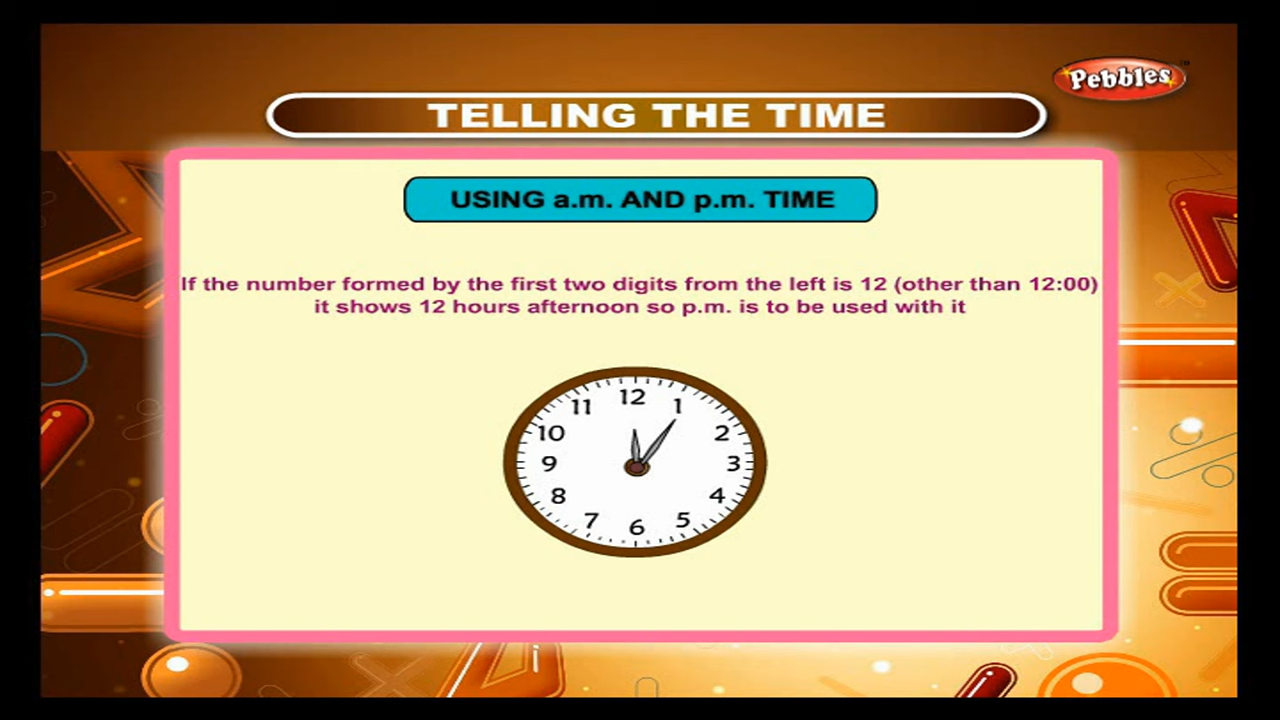 Pebbles™
TELLING THE TIME
USING a.m. AND p.m. TIME
If the number formed by the first two digits from the left is 12 (other than 12:00)
it shows 12 hours afternoon so p.m. is to be used with it
12
1
2
3
4
5
6
7
8
9
10
11